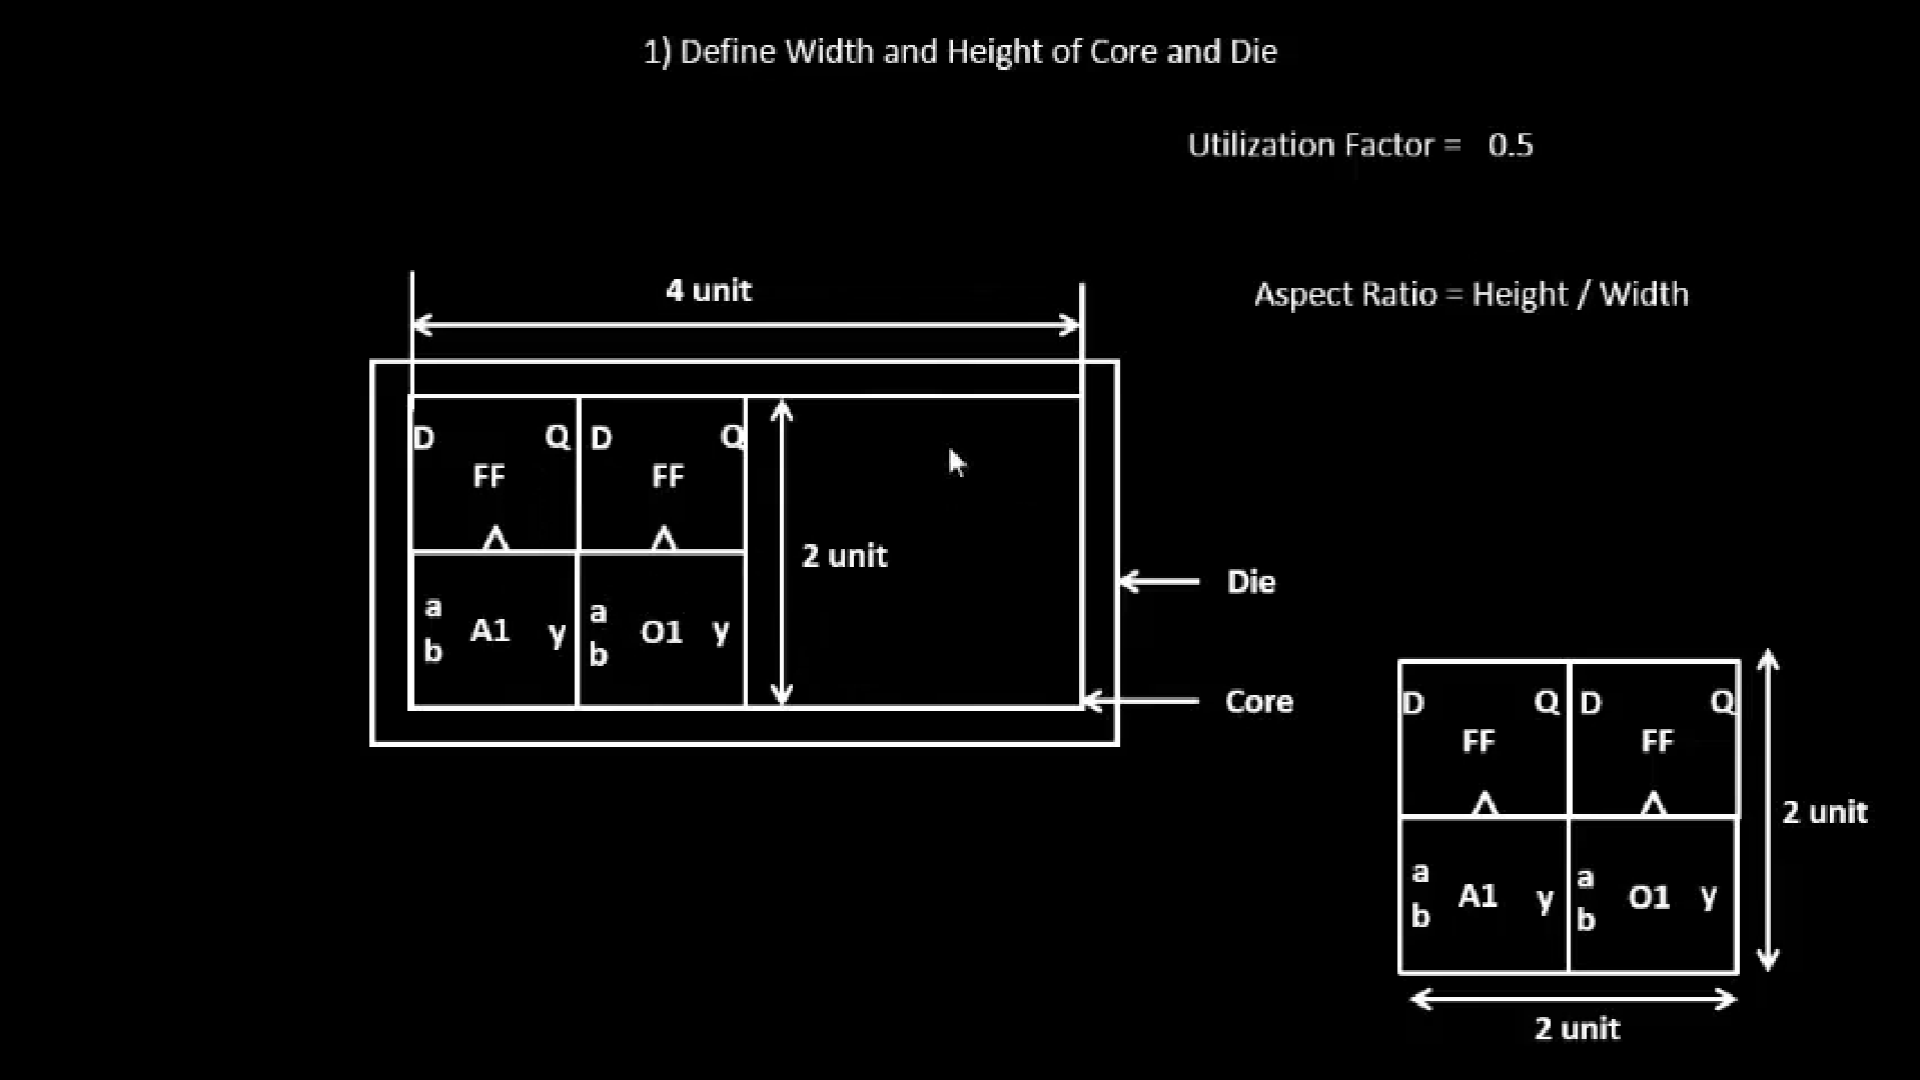 1) Define Width and Height of Core and Die
Utilization Factor = 0.5
Aspect Ratio = Height / Width
4 unit
D Q D Q
FF FF
2 unit
a A1 y a O1 y
b b
Die
Core
D Q D Q
FF FF
2 unit
a A1 y a O1 y
b b
2 unit